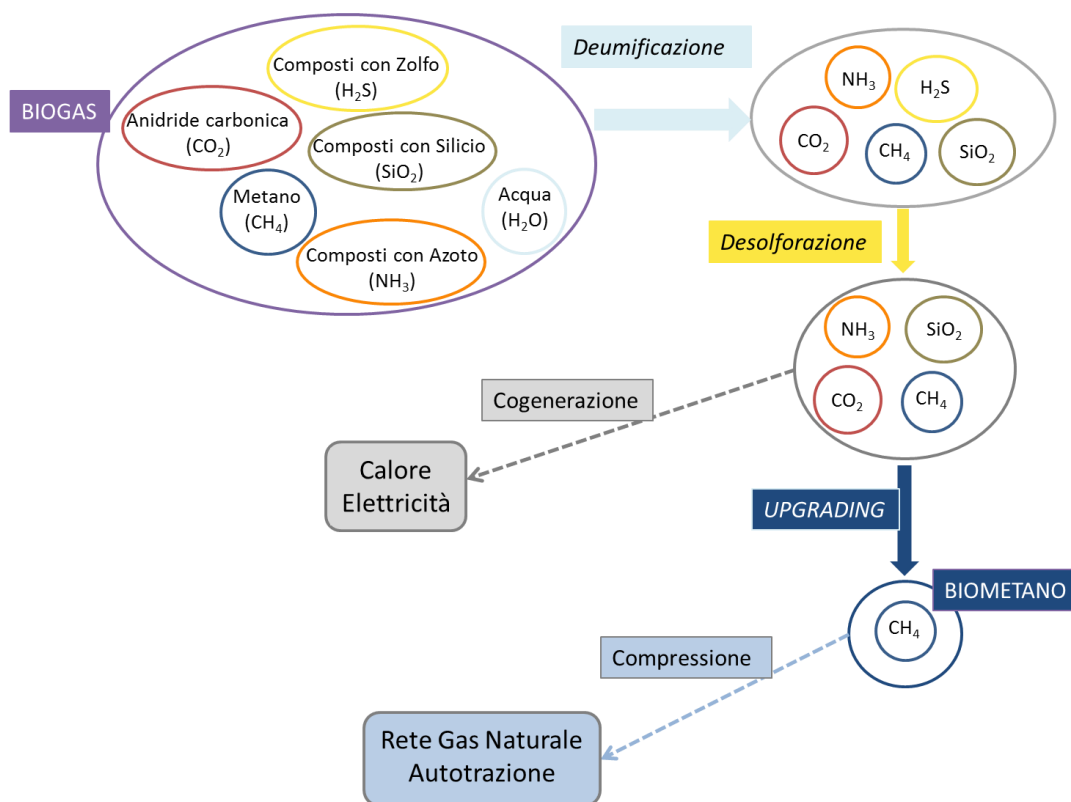 BIOGAS
Composti con Zolfo
(H₂S)
Anidride carbonica
(CO₂)
Composti con Silicio
(SiO₂)
Metano
(CH₄)
Acqua
(H₂O)
Composti con Azoto
(NH₃)
Deumificazione
NH₃
H₂S
CO₂
CH₄
SiO₂
Desolforazione
NH₃
SiO₂
CO₂
CH₄
Cogenerazione
Calore
Elettricità
UPGRADING
BIOMETANO
CH₄
Compressione
Rete Gas Naturale
Autotrazione